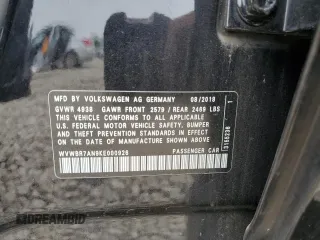 MFD BY VOLKSWAGEN AG GERMANY 08/2018
GVWR 4938 GAWR FRONT 2579 / REAR 2469 LBS
THIS VEHICLE CONFORMS TO ALL APPLICABLE
U.S. FEDERAL MOTOR VEHICLE SAFETY, BUMPER
AND THEFT PREVENTION STANDARDS IN EFFECT
ON THE DATE OF MANUFACTURE SHOWN ABOVE.
WVWBR7AN8KE000926 PASSENGER CAR
DREAMBID